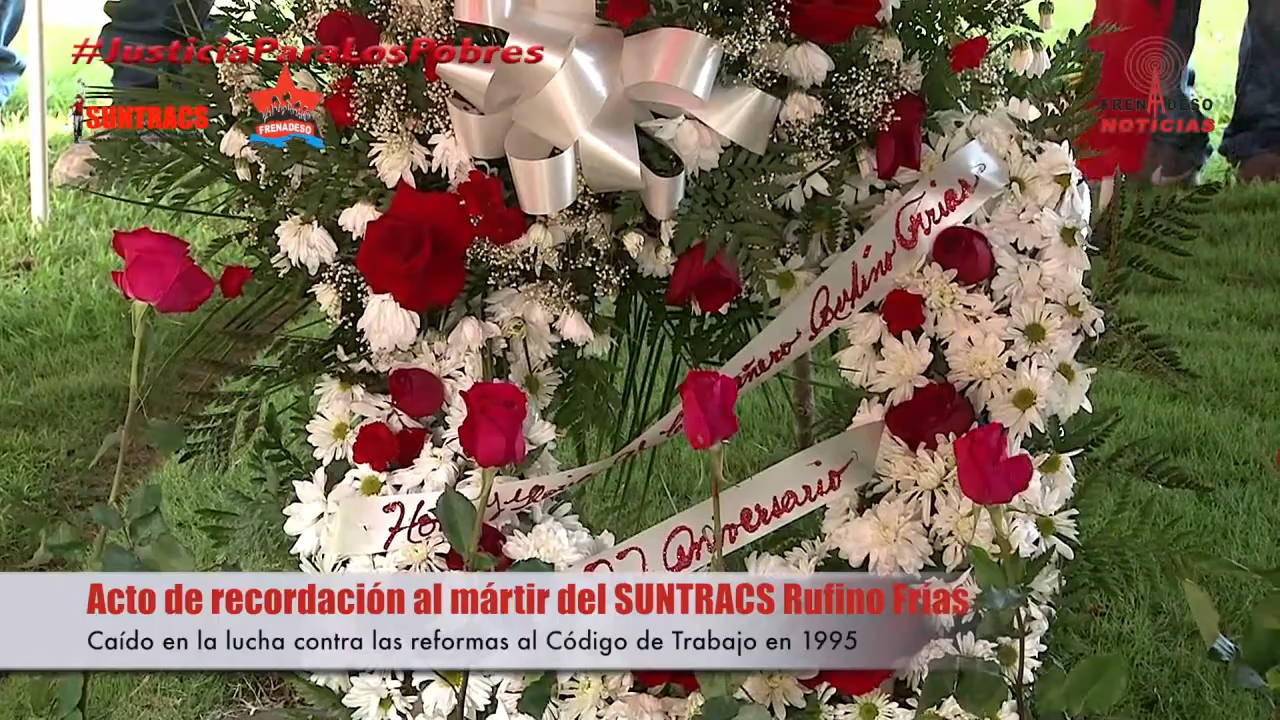 #JusticiaParaLosPobres
SUNTRACS
FRENADESO
FRENADESO
NOTICIAS
Rufino Frias
Aniversario
Acto de recordación al mártir del SUNTRACS Rufino Frías
Caído en la lucha contra las reformas al Código de Trabajo en 1995